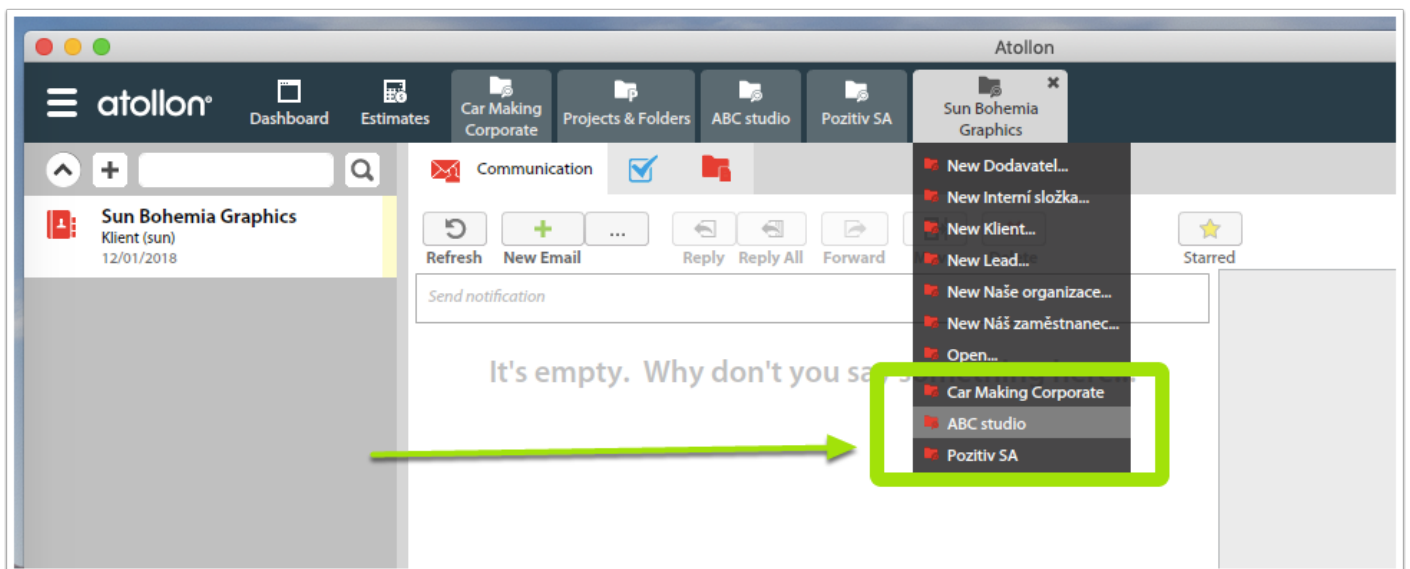 Atollon
atollon
Dashboard
Estimates
Car Making
Corporate
Projects & Folders
ABC studio
Pozitiv SA
Sun Bohemia
Graphics
Communication
Sun Bohemia Graphics
Klient (sun)
12/01/2018
Refresh
New Email
...
Reply
Reply All
Forward
Starred
Send notification
It's empty. Why don't you say something here...
New Dodavatel...
New Interní složka...
New Klient...
New Lead...
New Naše organizace...
New Náš zaměstnanec...
Open...
Car Making Corporate
ABC studio
Pozitiv SA